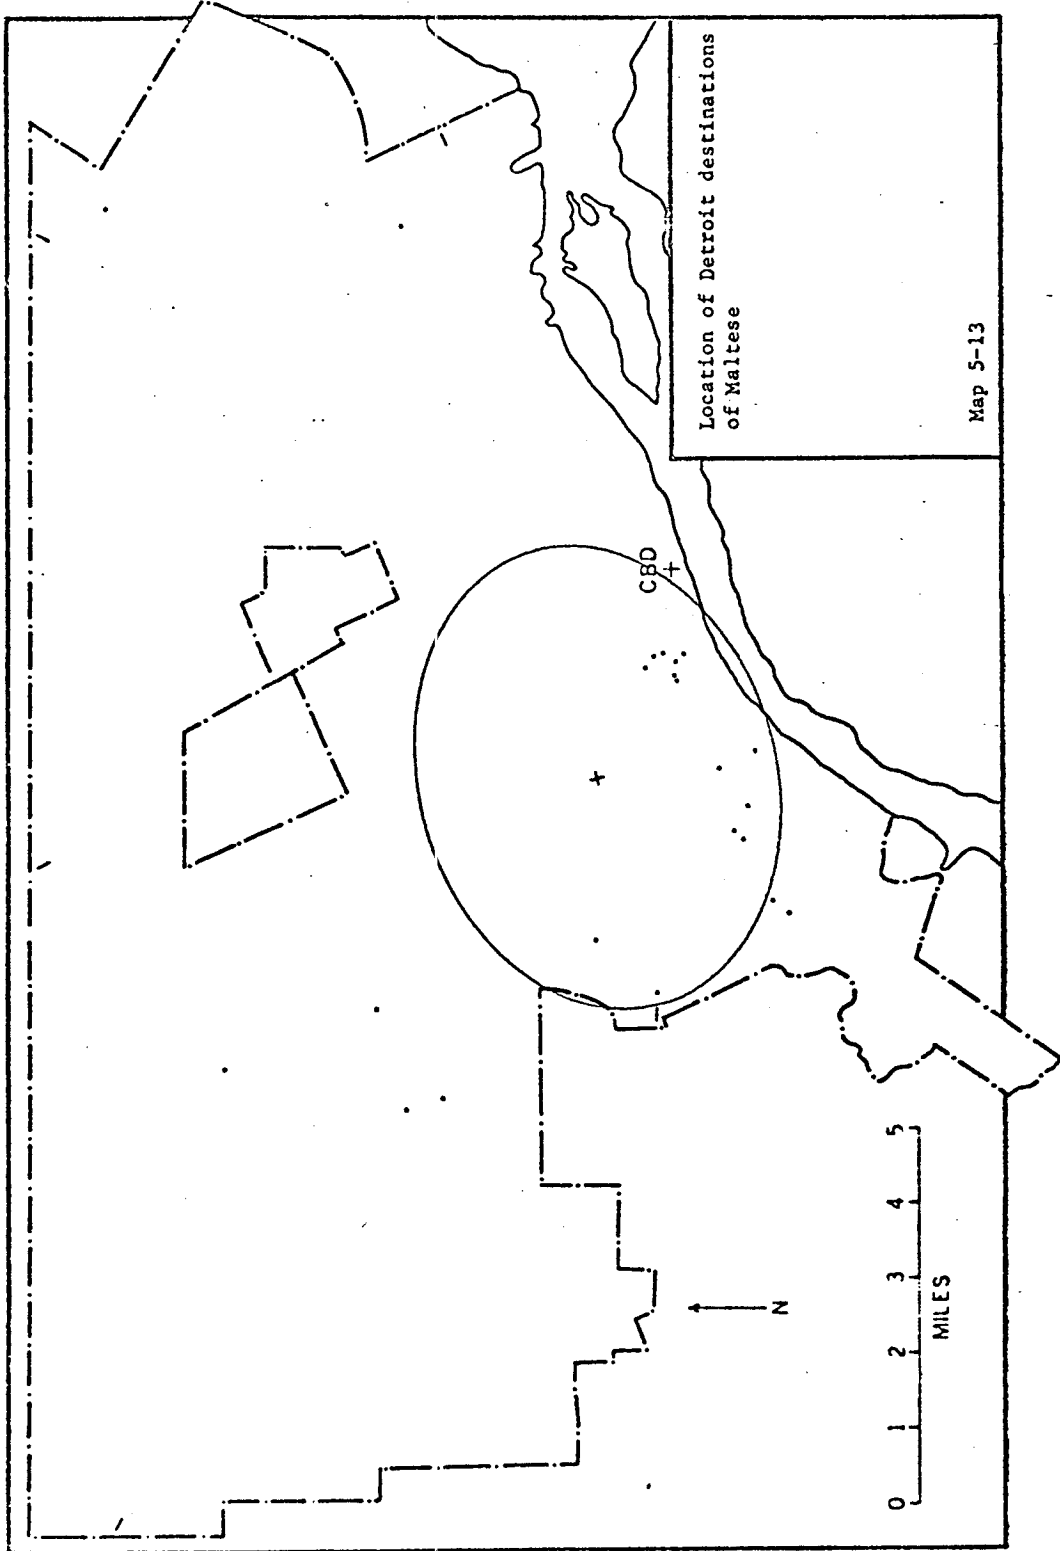 CBD
Location of Detroit destinations
of Maltese
Map 5-13
0 1 2 3 4 5
MILES
N